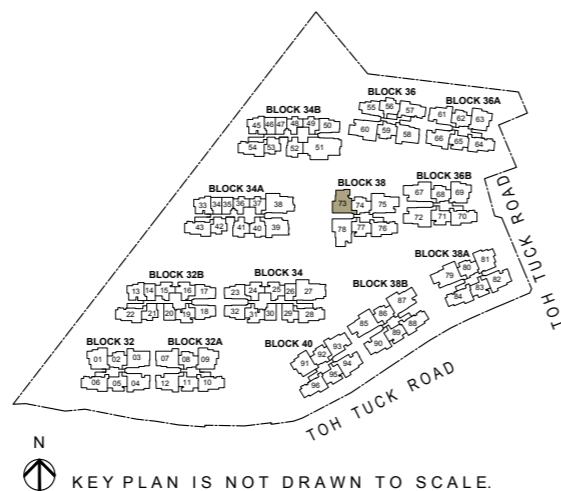 BLOCK 36
BLOCK 34B
BLOCK 36A
55 56 57
61 62 63
45 46 47 48 49 50
60 59 58
66 65 64
54 53 52 51
BLOCK 38
BLOCK 36B
BLOCK 34A
67 68 69
73 74 75
33 34 35 36 37 38
72 71 70
43 42 41 40 39
78 77 76
TOH TUCK ROAD
BLOCK 38A
79 80 81
BLOCK 32B
BLOCK 34
BLOCK 38B
84 83 82
13 14 15 16 17
23 24 25 26 27
85 86 87
22 21 20 19 18
32 31 30 29 28
90 89 88
BLOCK 32
BLOCK 32A
BLOCK 40
01 02 03
07 08 09
91 92 93
06 05 04
12 11 10
96 95 94
TOH TUCK ROAD
N
KEY PLAN IS NOT DRAWN TO SCALE.